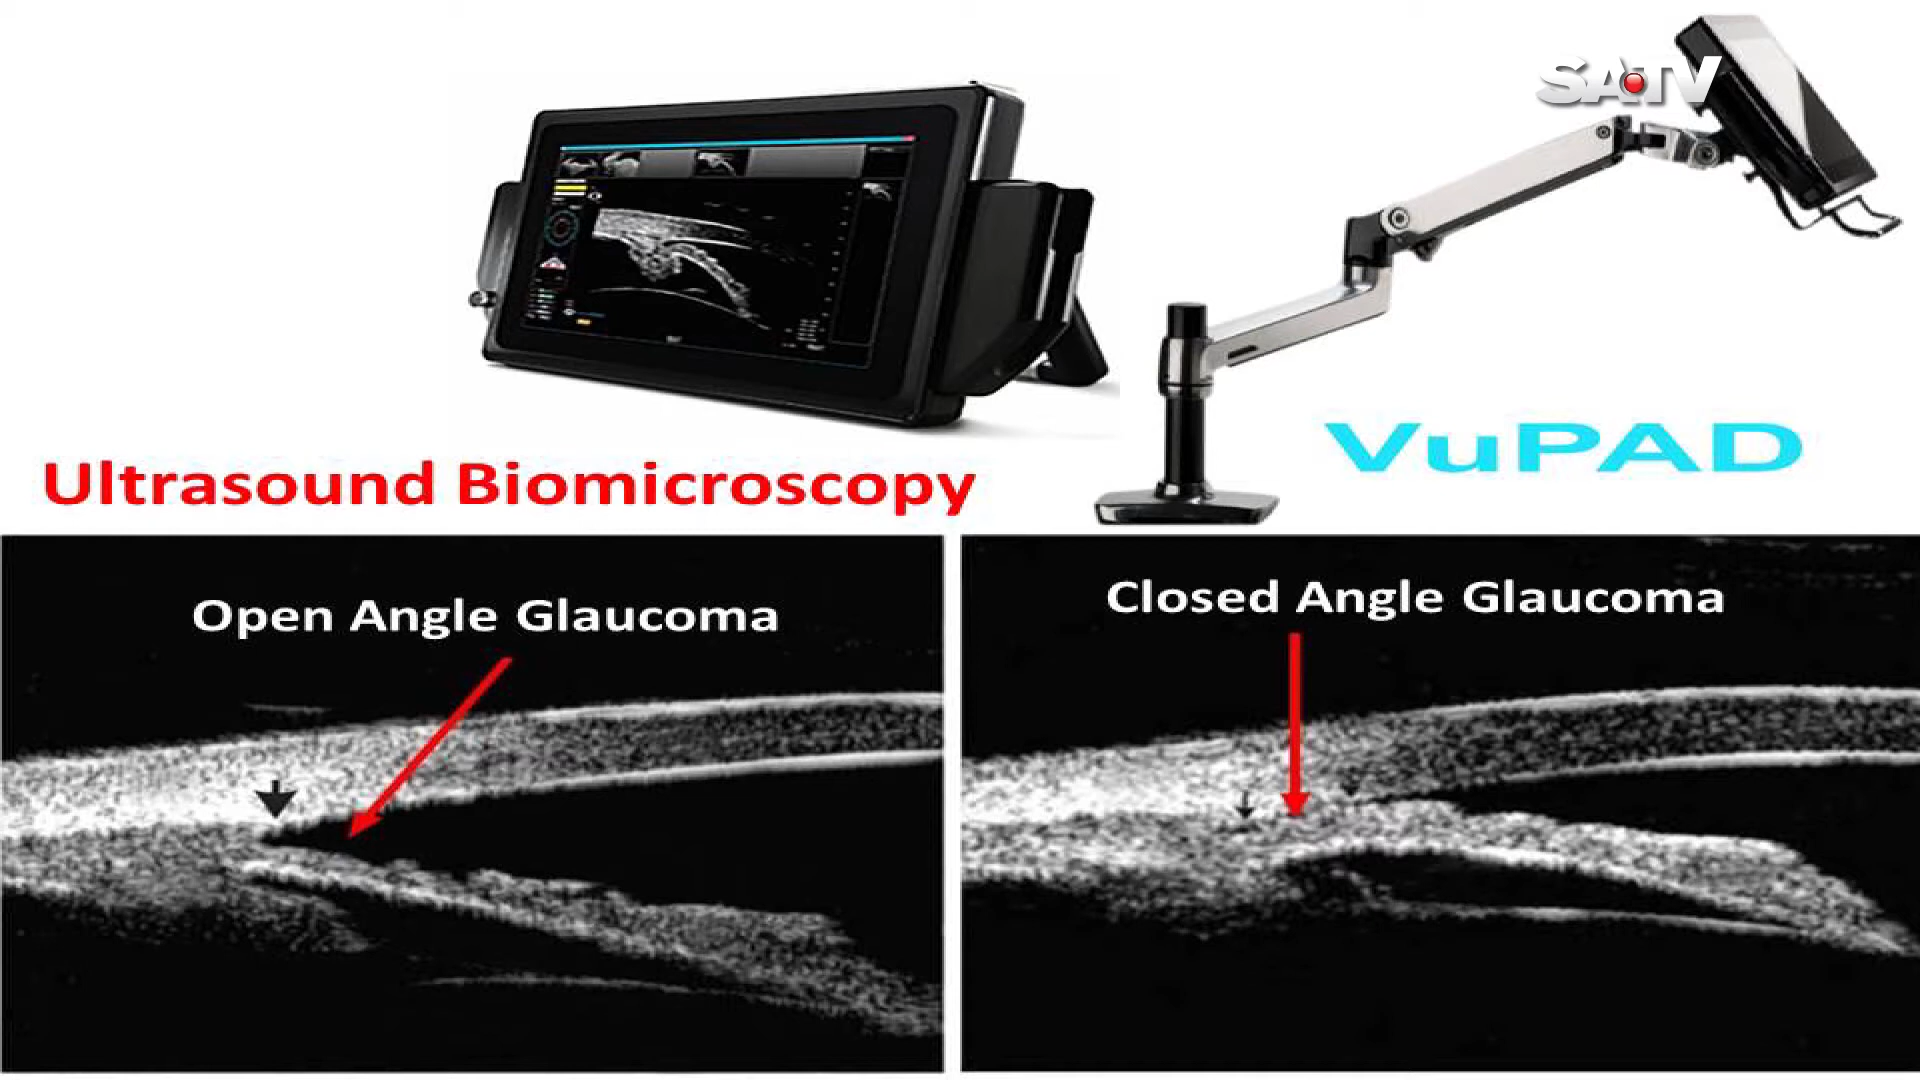 SATV
VuPAD
Ultrasound Biomicroscopy
Open Angle Glaucoma
Closed Angle Glaucoma